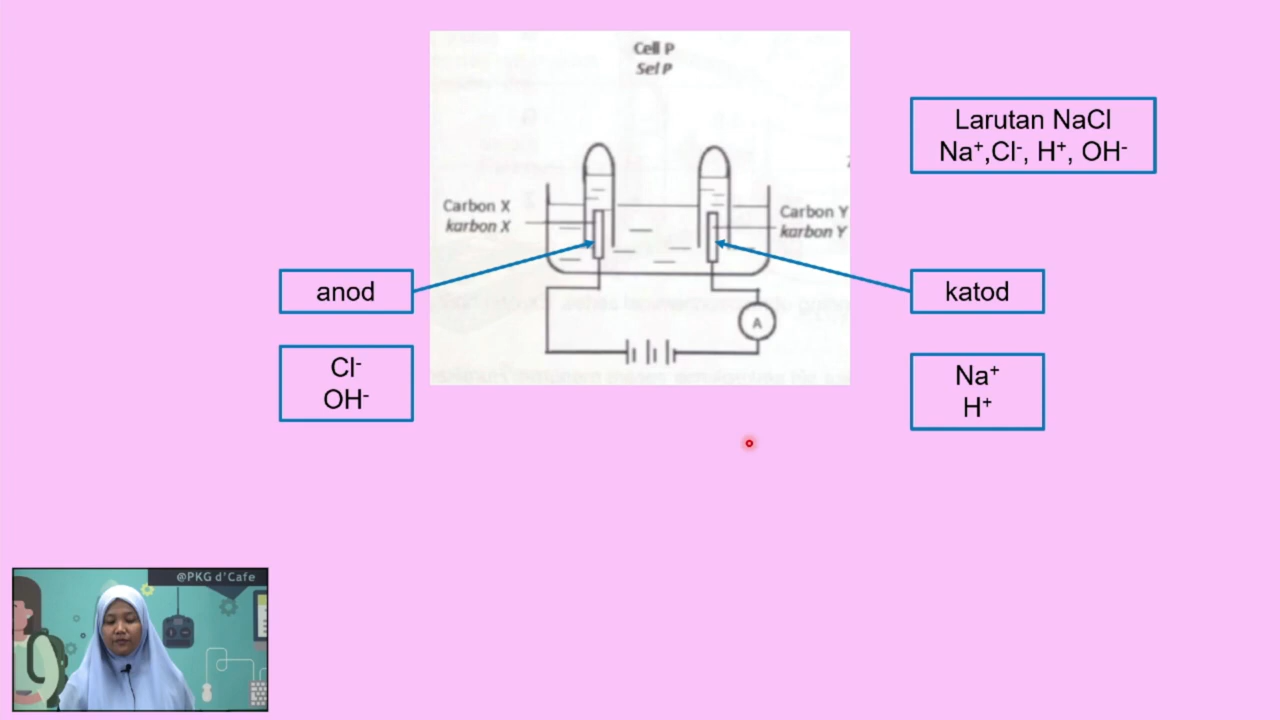 Cell P
Sel P
Larutan NaCl
Na⁺,Cl⁻, H⁺, OH⁻
Carbon X
karbon X
Carbon Y
karbon Y
anod
katod
A
Cl⁻
OH⁻
Na⁺
H⁺
@PKG d'Cafe